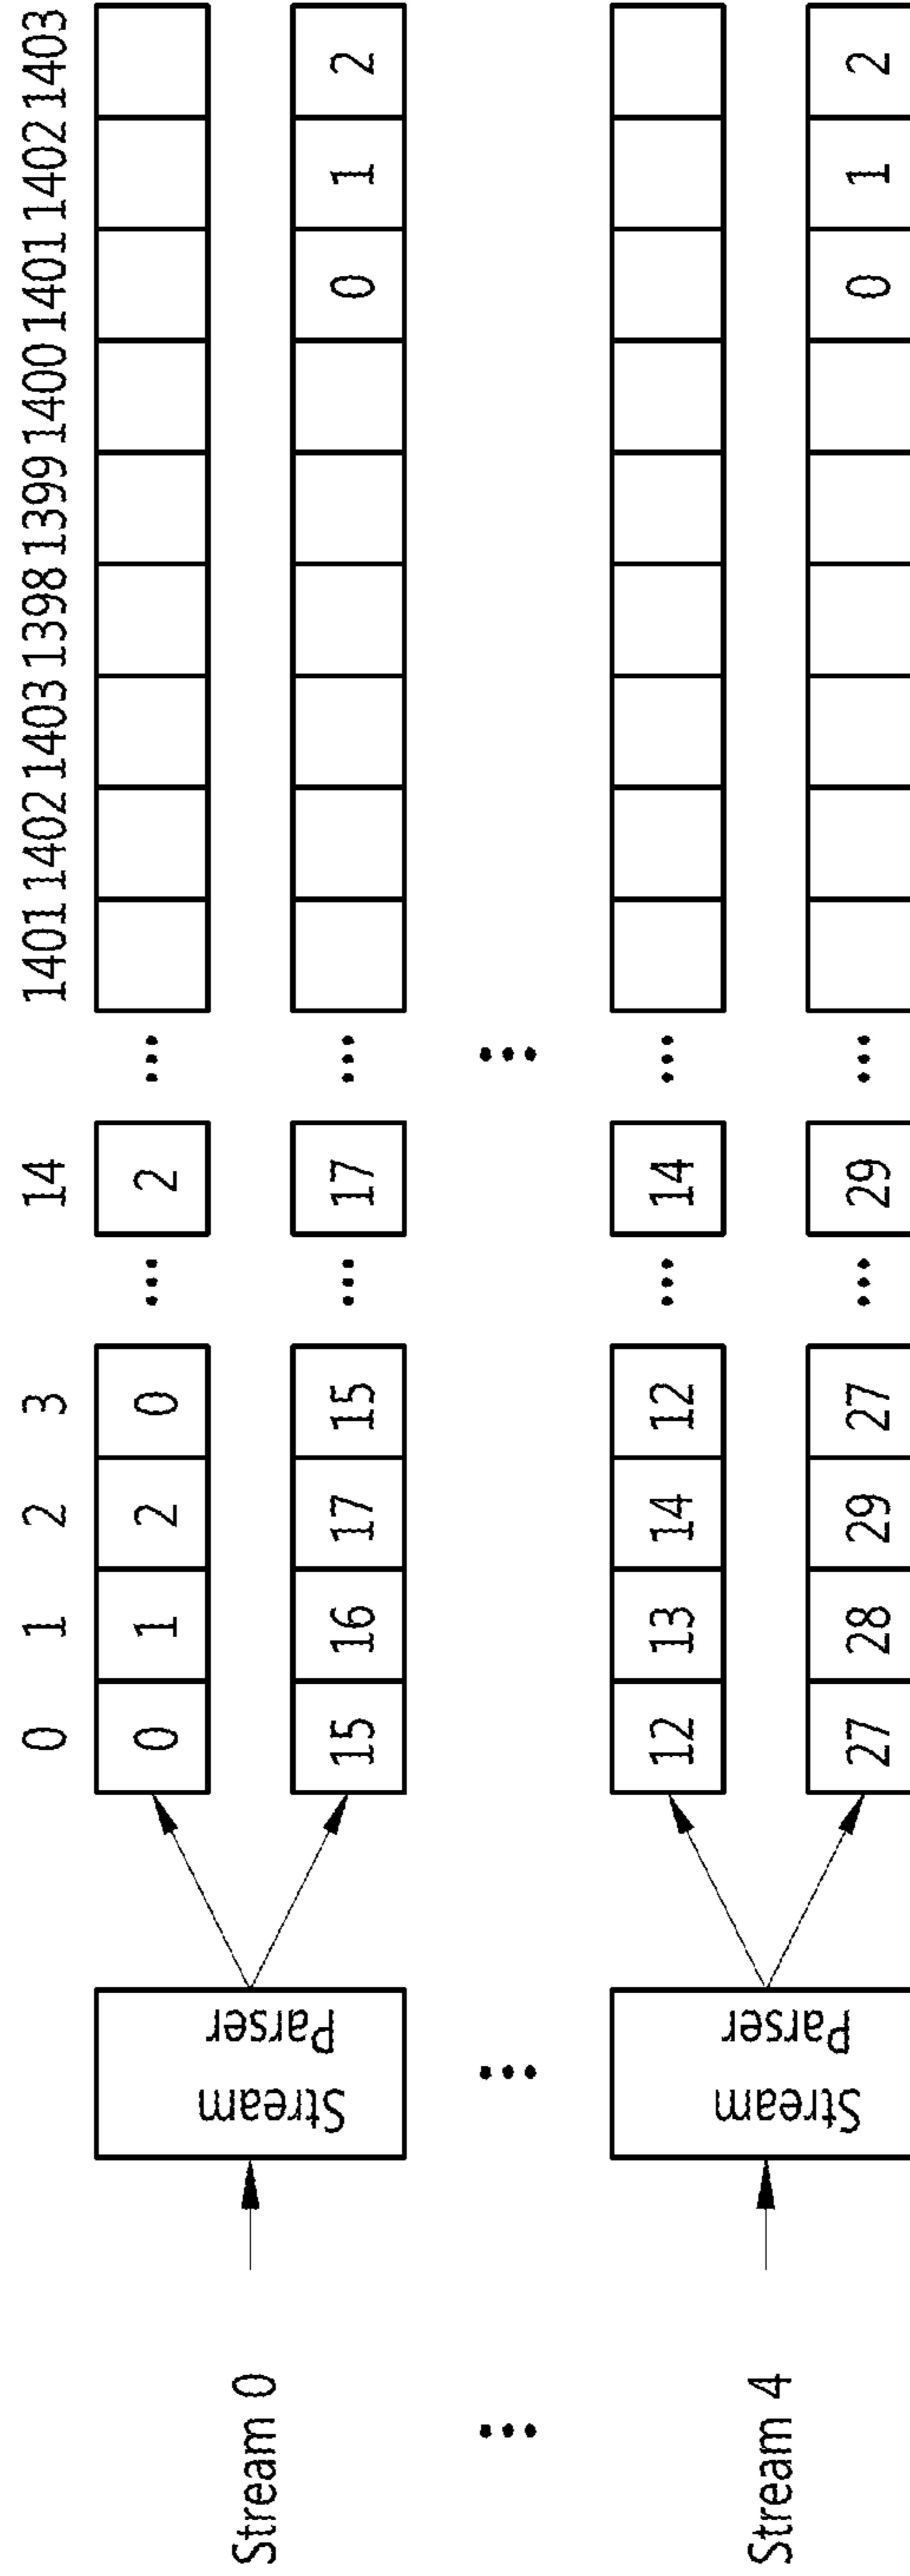 0 1 2 3 14 1401 1402 1403 1398 1399 1400 1401 1402 1403
0 1 2 0 ... 2 ...
Stream 0
Stream
Parser
15 16 17 15 ... 17 ... 0 1 2
... ... ...
12 13 14 12 ... 14 ...
Stream 4
Stream
Parser
27 28 29 27 ... 29 ... 0 1 2